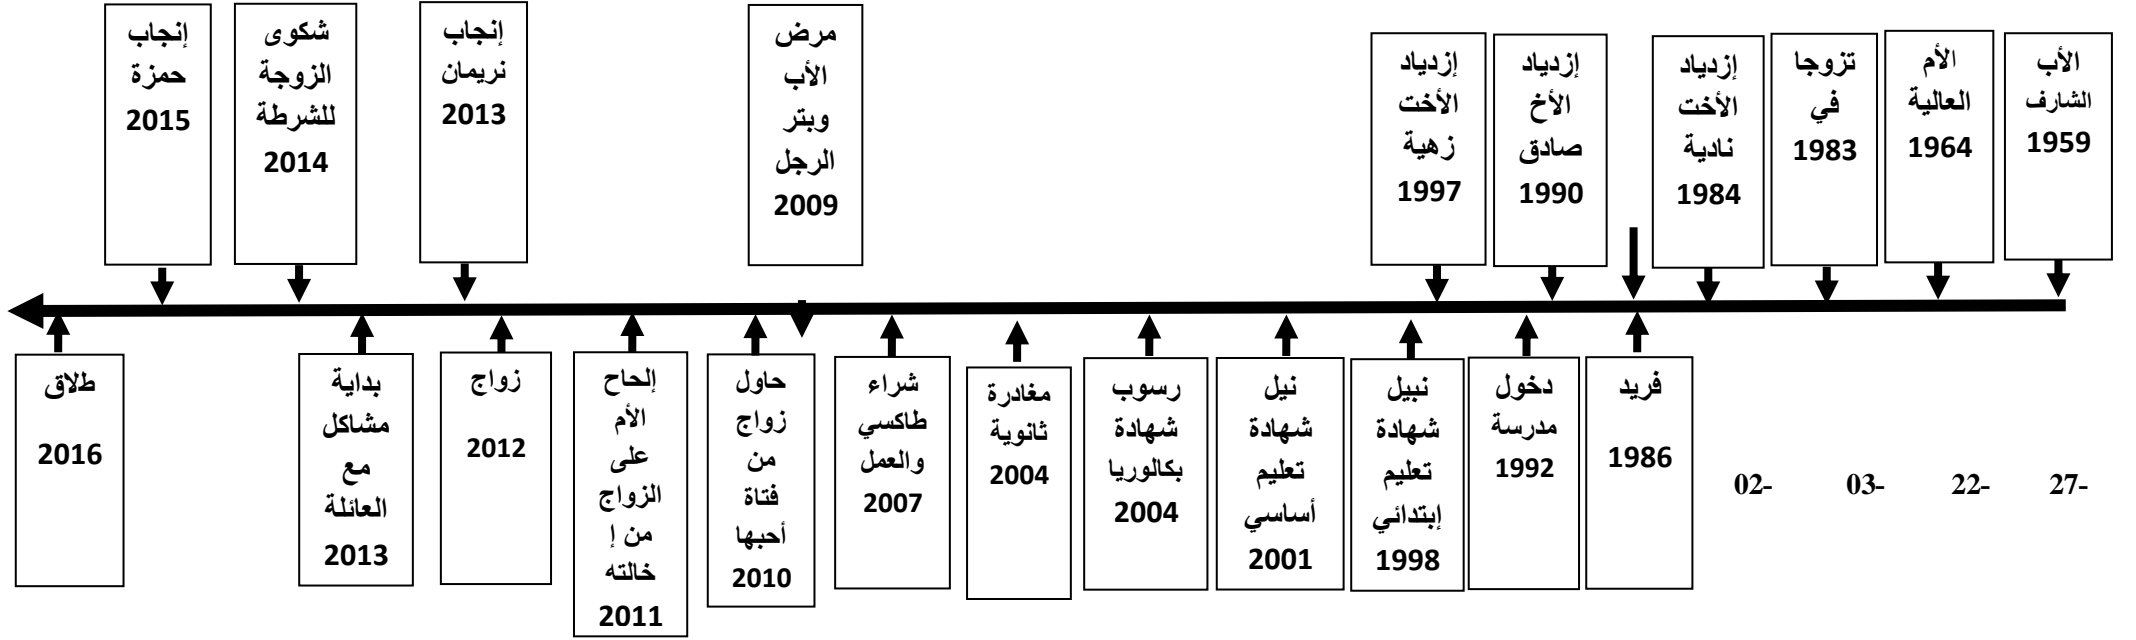 الأب
الشارف
1959
الأم
العالية
1964
تزوجا
في
1983
إزدياد
الأخت
نادية
1984
إزدياد
الأخ
صادق
1990
إزدياد
الأخت
زهية
1997
مرض
الأب
وبتر
الرجل
2009
إنجاب
نريمان
2013
شكوى
الزوجة
للشرطة
2014
إنجاب
حمزة
2015
27-
22-
03-
02-
فريد
1986
دخول
مدرسة
1992
نبيل
شهادة
تعليم
إبتدائي
1998
نيل
شهادة
تعليم
أساسي
2001
رسوب
شهادة
بكالوريا
2004
مغادرة
ثانوية
2004
شراء
طاكسي
والعمل
2007
حاول
زواج
من
فتاة
أحبها
2010
إلحاح
الأم
على
الزواج
من إ
خالته
2011
زواج
2012
بداية
مشاكل
مع
العائلة
2013
طلاق
2016